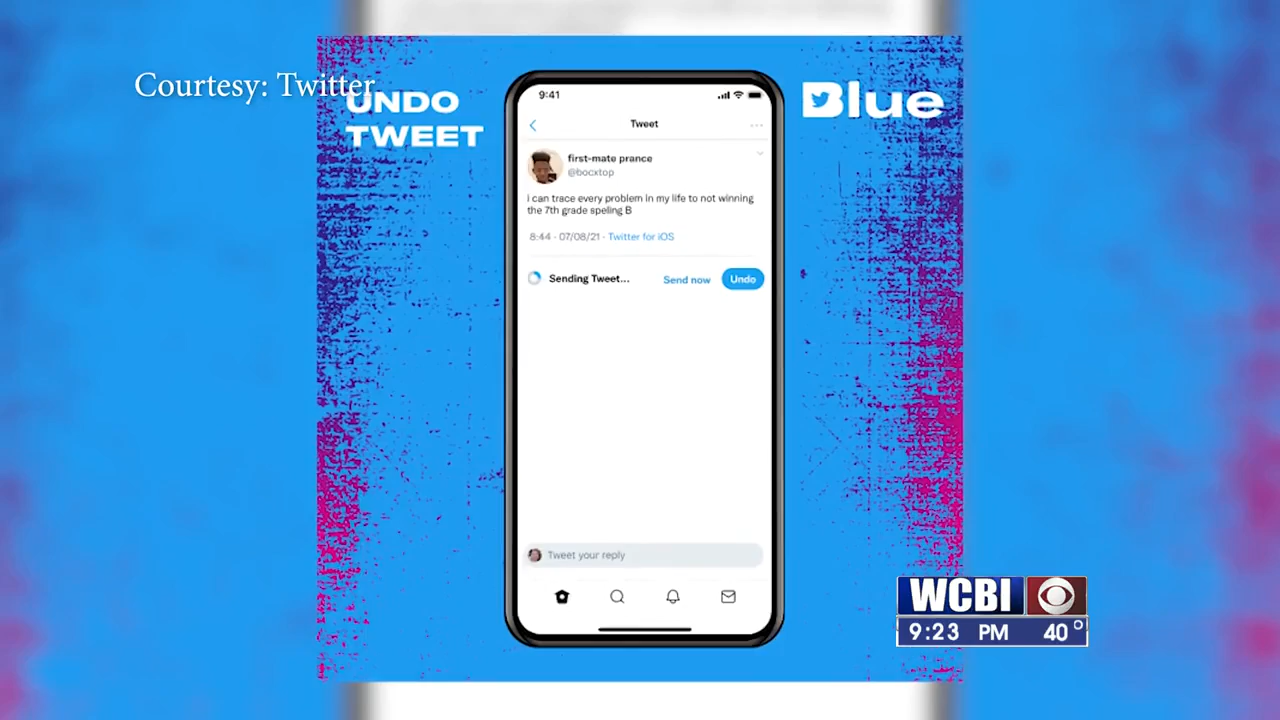 Courtesy: Twitter
UNDO
TWEET
Blue
9:41
Tweet
first-mate prance
@bocxtop
i can trace every problem in my life to not winning
the 7th grade speling B
8:44 - 07/08/21 - Twitter for iOS
Sending Tweet... Send now Undo
Tweet your reply
WCBI
9:23 PM 40°